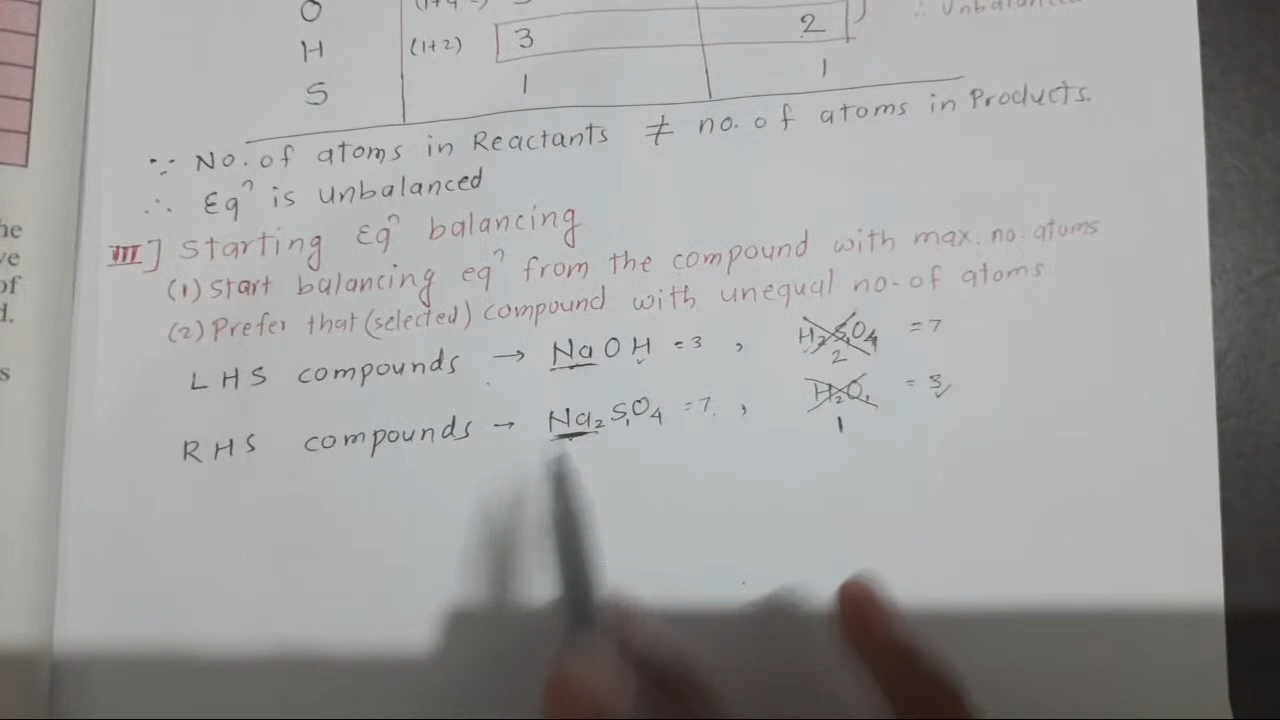 O
H (1+2) 3 2
S 1 1
∵ No. of atoms in Reactants ≠ no. of atoms in Products.
∴ Eqⁿ is unbalanced
III] Starting Eqⁿ balancing
(1) Start balancing eqⁿ from the compound with max. no. atoms
(2) Prefer that (selected) compound with unequal no. of atoms
LHS compounds → NaOH = 3 , H₂SO₄ = 7
2
RHS compounds → Na₂SO₄ = 7 , H₂O = 3
1